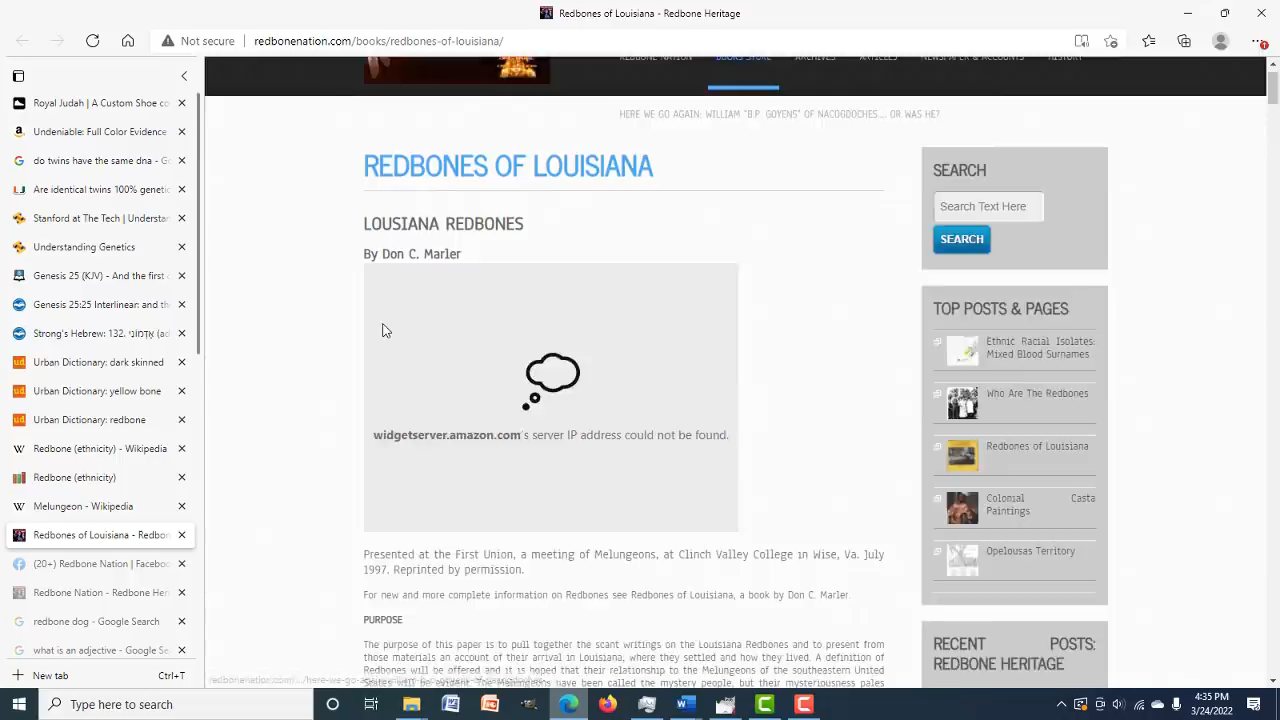 Redbones of Louisiana - Redbone Heritage
Not secure
redbonenation.com/books/redbones-of-louisiana/
Royal Judah | A Custom Shoe co
Undeniable: Full Color Evidence
do twins have the same dna - Go
Are identical twins 100% genetic
Stanford at The Tech | Understan
Understanding Genetics
Genesis 25 (KJV) - And the first o
Genesis 25:25 Interlinear: and the
Strong's Hebrew: 132. אַדְמֹנִי (ad
Urban Dictionary: dark skinned
Urban Dictionary: yellow bone
Urban Dictionary: redbone
Redbone (ethnicity) - Wikipedia
Redbone (ethnicity)
Melungeon - Wikipedia
Redbones of Louisiana - Redbon
(20+) Redbone Nation | Faceboo
Redbone Nation - Redbone Her
redbone dog - Google Search
what is an adjective - Google Se
New tab
Ctrl+T
REDBONE NATION
BOOKS STORE
ARCHIVES
ARTICLES
NEWSPAPER & ACCOUNTS
HISTORY
HERE WE GO AGAIN: WILLIAM "B.P GOYENS" OF NACOGDOCHES.... OR WAS HE?
REDBONES OF LOUISIANA
LOUSIANA REDBONES
By Don C. Marler
widgetserver.amazon.com's server IP address could not be found.
Presented at the First Union, a meeting of Melungeons, at Clinch Valley College in Wise, Va. July
1997. Reprinted by permission.
For new and more complete information on Redbones see Redbones of Louisiana, a book by Don C. Marler.
PURPOSE
The purpose of this paper is to pull together the scant writings on the Louisiana Redbones and to present from
those materials an account of their arrival in Louisiana, where they settled and how they lived. A definition of
Redbones will be offered and it is hoped that their relationship to the Melungeons of the southeastern United
States will be evident. The Melungeons have been called the mystery people, but their mysteriousness pales
SEARCH
Search Text Here
SEARCH
TOP POSTS & PAGES
Ethnic Racial Isolates:
Mixed Blood Surnames
Who Are The Redbones
Redbones of Louisiana
Colonial Casta
Paintings
Opelousas Territory
RECENT POSTS:
REDBONE HERITAGE
Type here to search
4:35 PM
3/24/2022